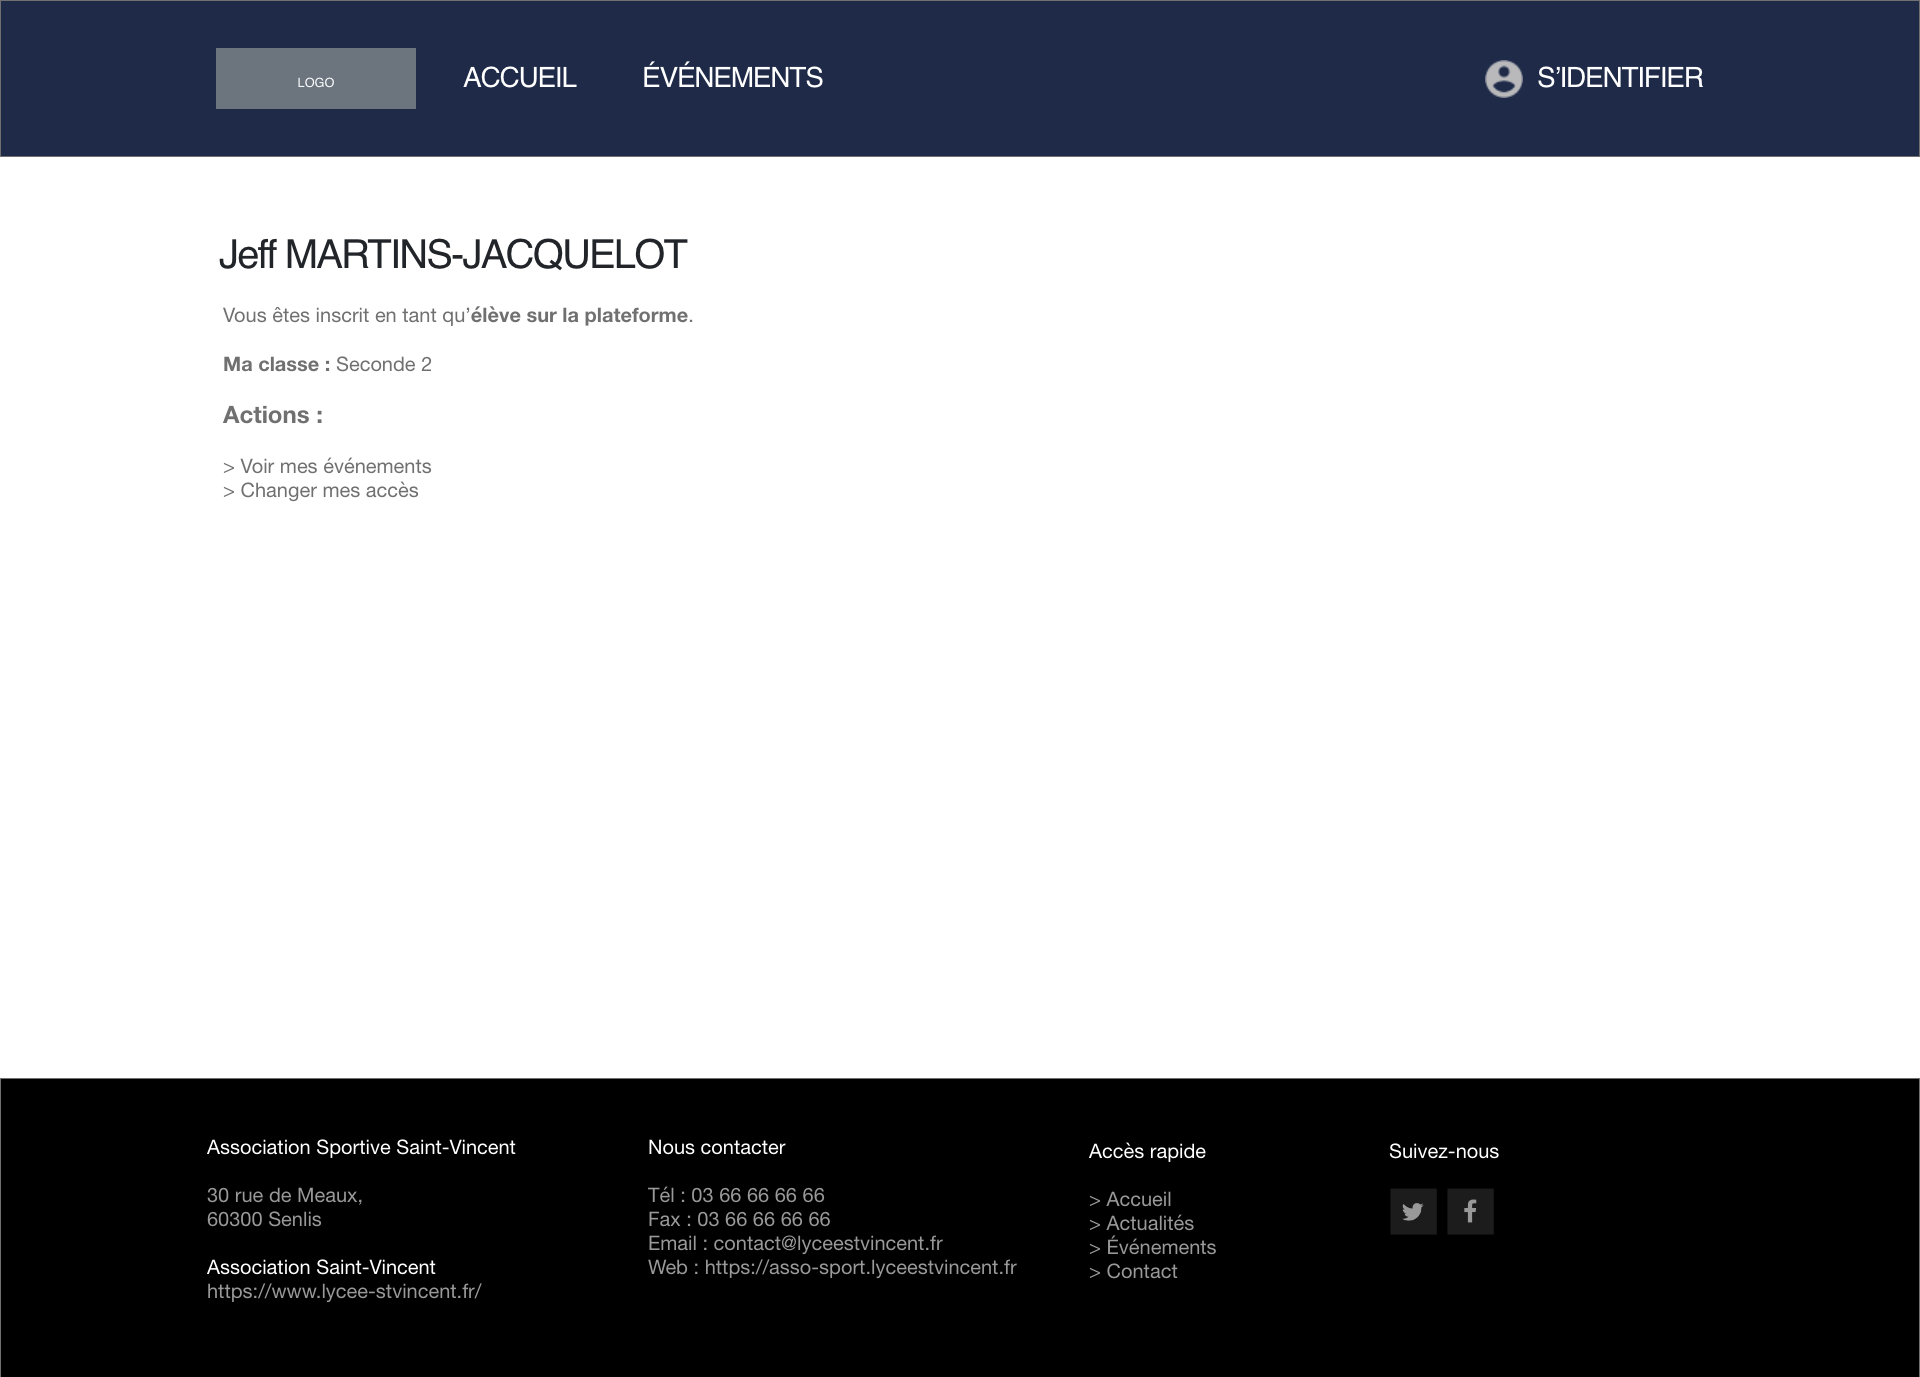 LOGO
ACCUEIL
ÉVÉNEMENTS
S’IDENTIFIER
Jeff MARTINS-JACQUELOT
Vous êtes inscrit en tant qu’élève sur la plateforme.
Ma classe : Seconde 2
Actions :
> Voir mes événements
> Changer mes accès
Association Sportive Saint-Vincent
30 rue de Meaux,
60300 Senlis
Association Saint-Vincent
https://www.lycee-stvincent.fr/
Nous contacter
Tél : 03 66 66 66 66
Fax : 03 66 66 66 66
Email : contact@lyceestvincent.fr
Web : https://asso-sport.lyceestvincent.fr
Accès rapide
> Accueil
> Actualités
> Événements
> Contact
Suivez-nous